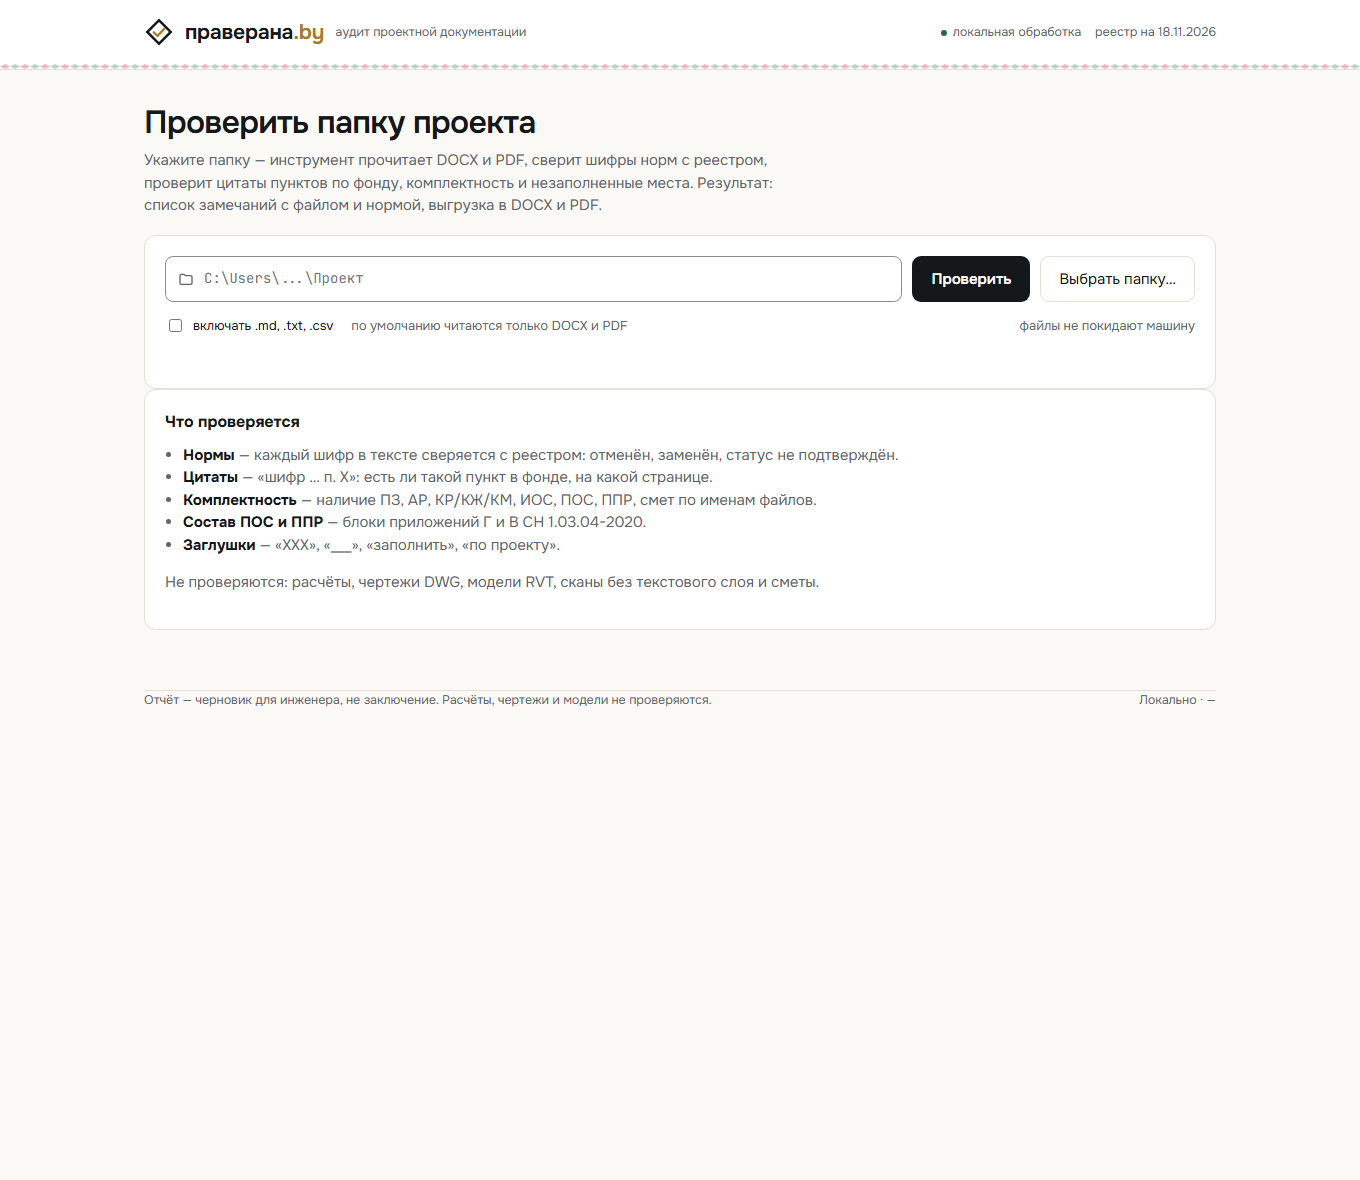 праверана.by аудит проектной документации
локальная обработка реестр на 18.11.2026
Проверить папку проекта
Укажите папку — инструмент прочитает DOCX и PDF, сверит шифры норм с реестром,
проверит цитаты пунктов по фонду, комплектность и незаполненные места. Результат:
список замечаний с файлом и нормой, выгрузка в DOCX и PDF.
C:\Users\...\Проект
Проверить
Выбрать папку...
включать .md, .txt, .csv по умолчанию читаются только DOCX и PDF
файлы не покидают машину
Что проверяется
• Нормы — каждый шифр в тексте сверяется с реестром: отменён, заменён, статус не подтверждён.
• Цитаты — «шифр ... п. X»: есть ли такой пункт в фонде, на какой странице.
• Комплектность — наличие ПЗ, АР, КР/КЖ/КМ, ИОС, ПОС, ППР, смет по именам файлов.
• Состав ПОС и ППР — блоки приложений Г и В СН 1.03.04-2020.
• Заглушки — «XXX», «___», «заполнить», «по проекту».
Не проверяются: расчёты, чертежи DWG, модели RVT, сканы без текстового слоя и сметы.
Отчёт — черновик для инженера, не заключение. Расчёты, чертежи и модели не проверяются.
Локально · —